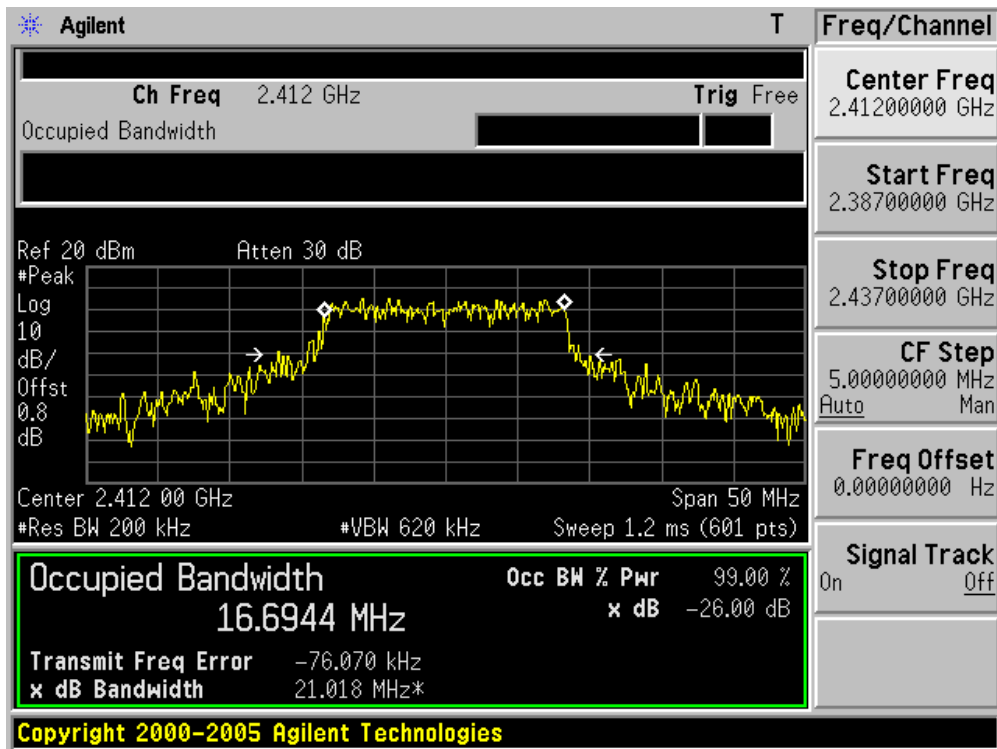 Agilent T
Freq/Channel
Ch Freq 2.412 GHz Trig Free
Occupied Bandwidth
Center Freq
2.41200000 GHz
Start Freq
2.38700000 GHz
Stop Freq
2.43700000 GHz
CF Step
5.00000000 MHz
Auto Man
Freq Offset
0.00000000 Hz
Signal Track
On Off
Ref 20 dBm Atten 30 dB
#Peak
Log
10
dB/
Offst
0.8
dB
Center 2.412 00 GHz Span 50 MHz
#Res BW 200 kHz #VBW 620 kHz Sweep 1.2 ms (601 pts)
Occupied Bandwidth
16.6944 MHz
Occ BW % Pwr 99.00 %
x dB -26.00 dB
Transmit Freq Error -76.070 kHz
x dB Bandwidth 21.018 MHz*
Copyright 2000-2005 Agilent Technologies